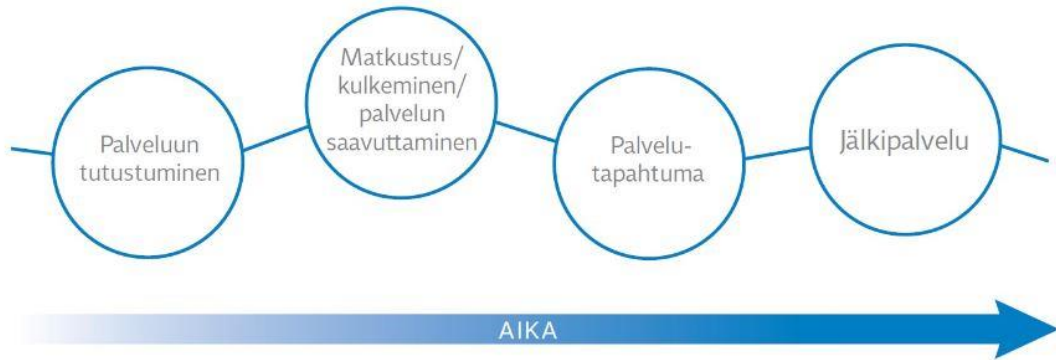 Palveluun
tutustuminen
Matkustus/
kulkeminen/
palvelun
saavuttaminen
Palvelu-
tapahtuma
Jälkipalvelu
AIKA